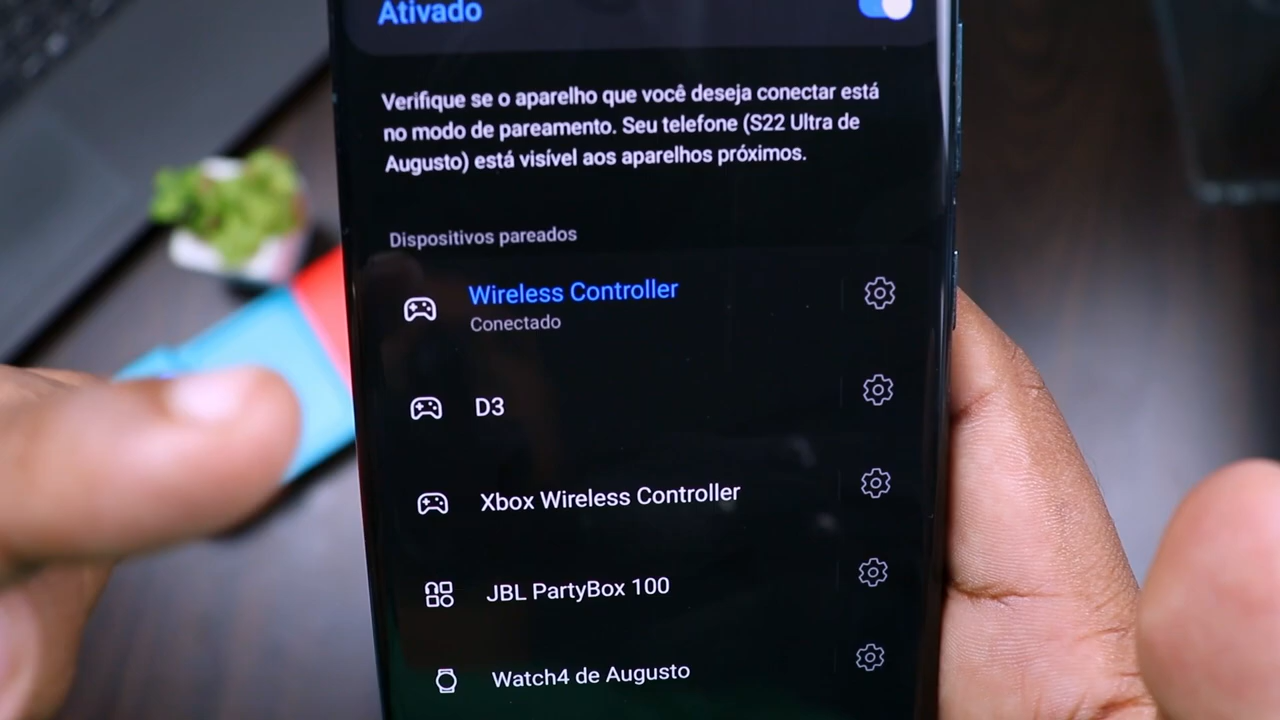 Ativado
Verifique se o aparelho que você deseja conectar está
no modo de pareamento. Seu telefone (S22 Ultra de
Augusto) está visível aos aparelhos próximos.
Dispositivos pareados
Wireless Controller
Conectado
D3
Xbox Wireless Controller
JBL PartyBox 100
Watch4 de Augusto